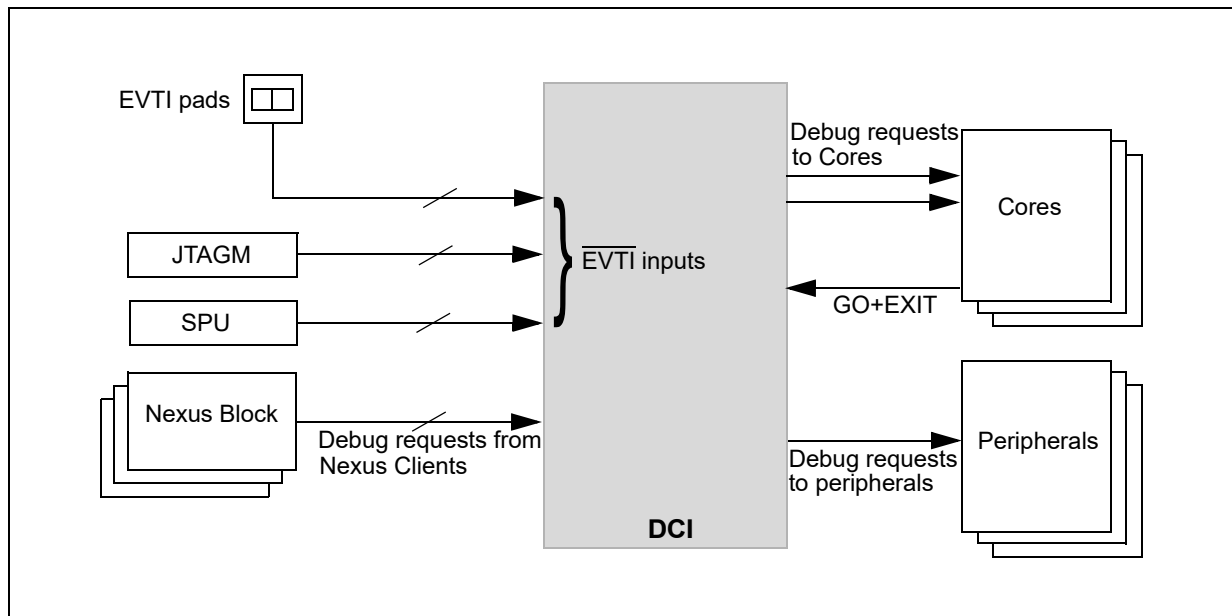 EVTI pads
JTAGM
SPU
Nexus Block
Debug requests from
Nexus Clients
EVTI inputs
DCI
Debug requests
to Cores
Cores
GO+EXIT
Debug requests
to peripherals
Peripherals